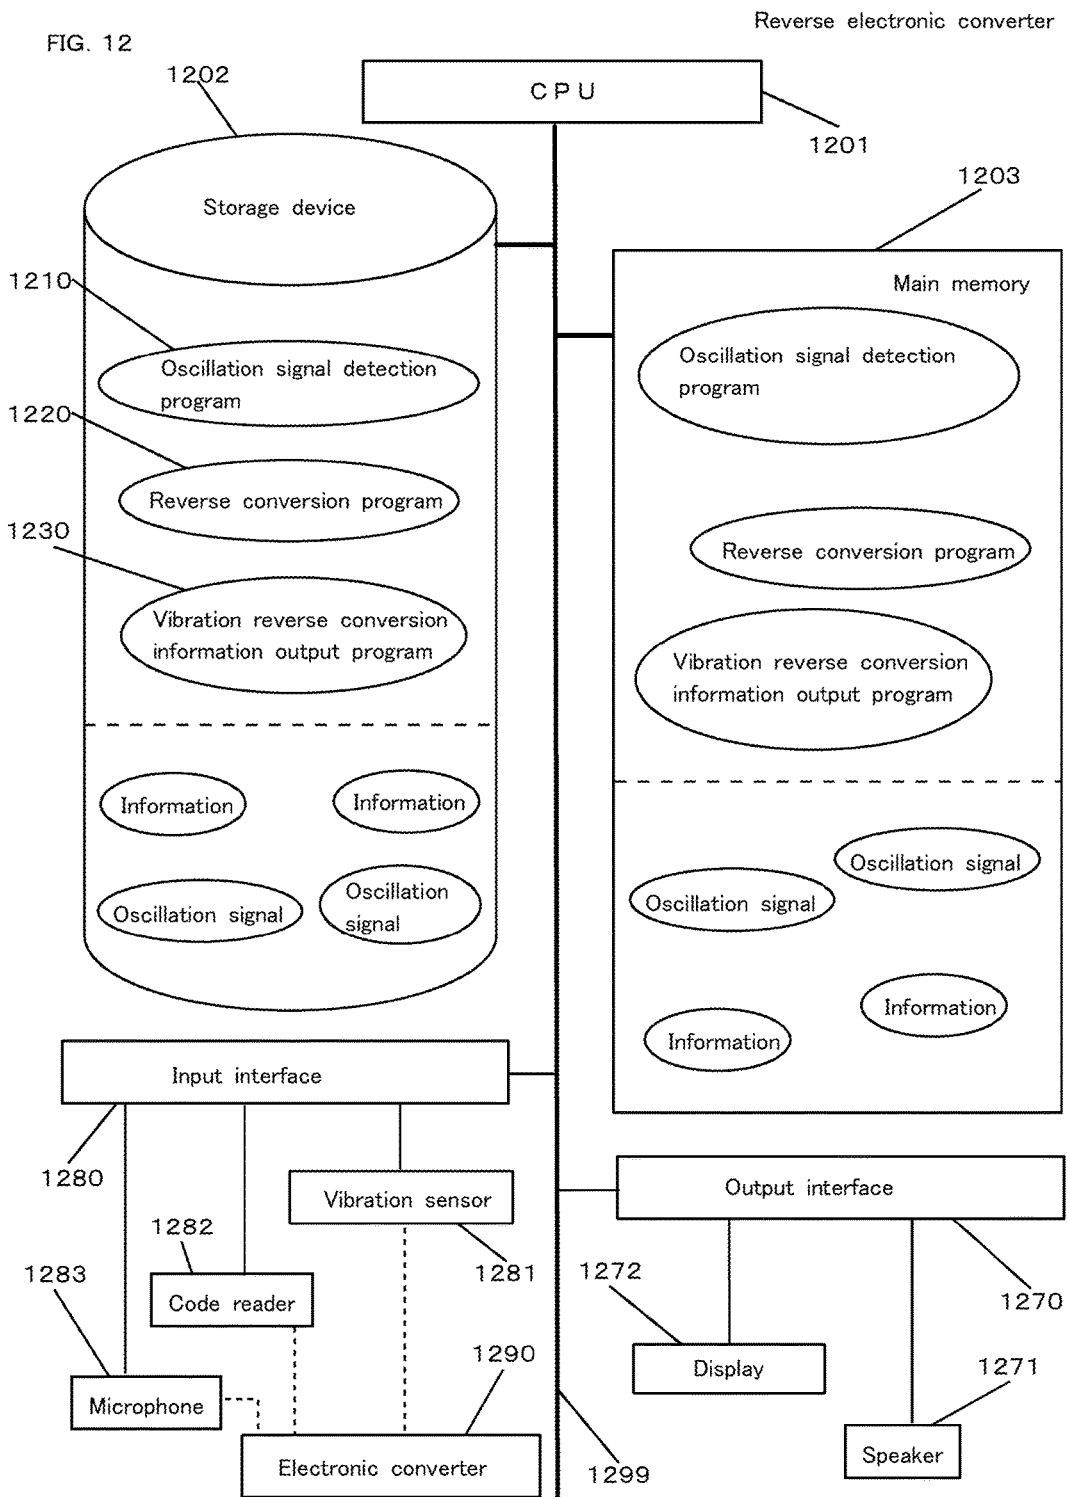 Reverse electronic converter
FIG. 12
1202
CPU
1201
1203
Storage device
1210
Main memory
Oscillation signal detection
program
Oscillation signal detection
program
1220
Reverse conversion program
1230
Reverse conversion program
Vibration reverse conversion
information output program
Vibration reverse conversion
information output program
Information
Information
Oscillation signal
Oscillation signal
Oscillation
signal
Oscillation signal
Information
Information
Input interface
1280
Vibration sensor
Output interface
1282
1283
1281
1272
1270
Code reader
1290
Display
1271
Microphone
Speaker
Electronic converter
1299